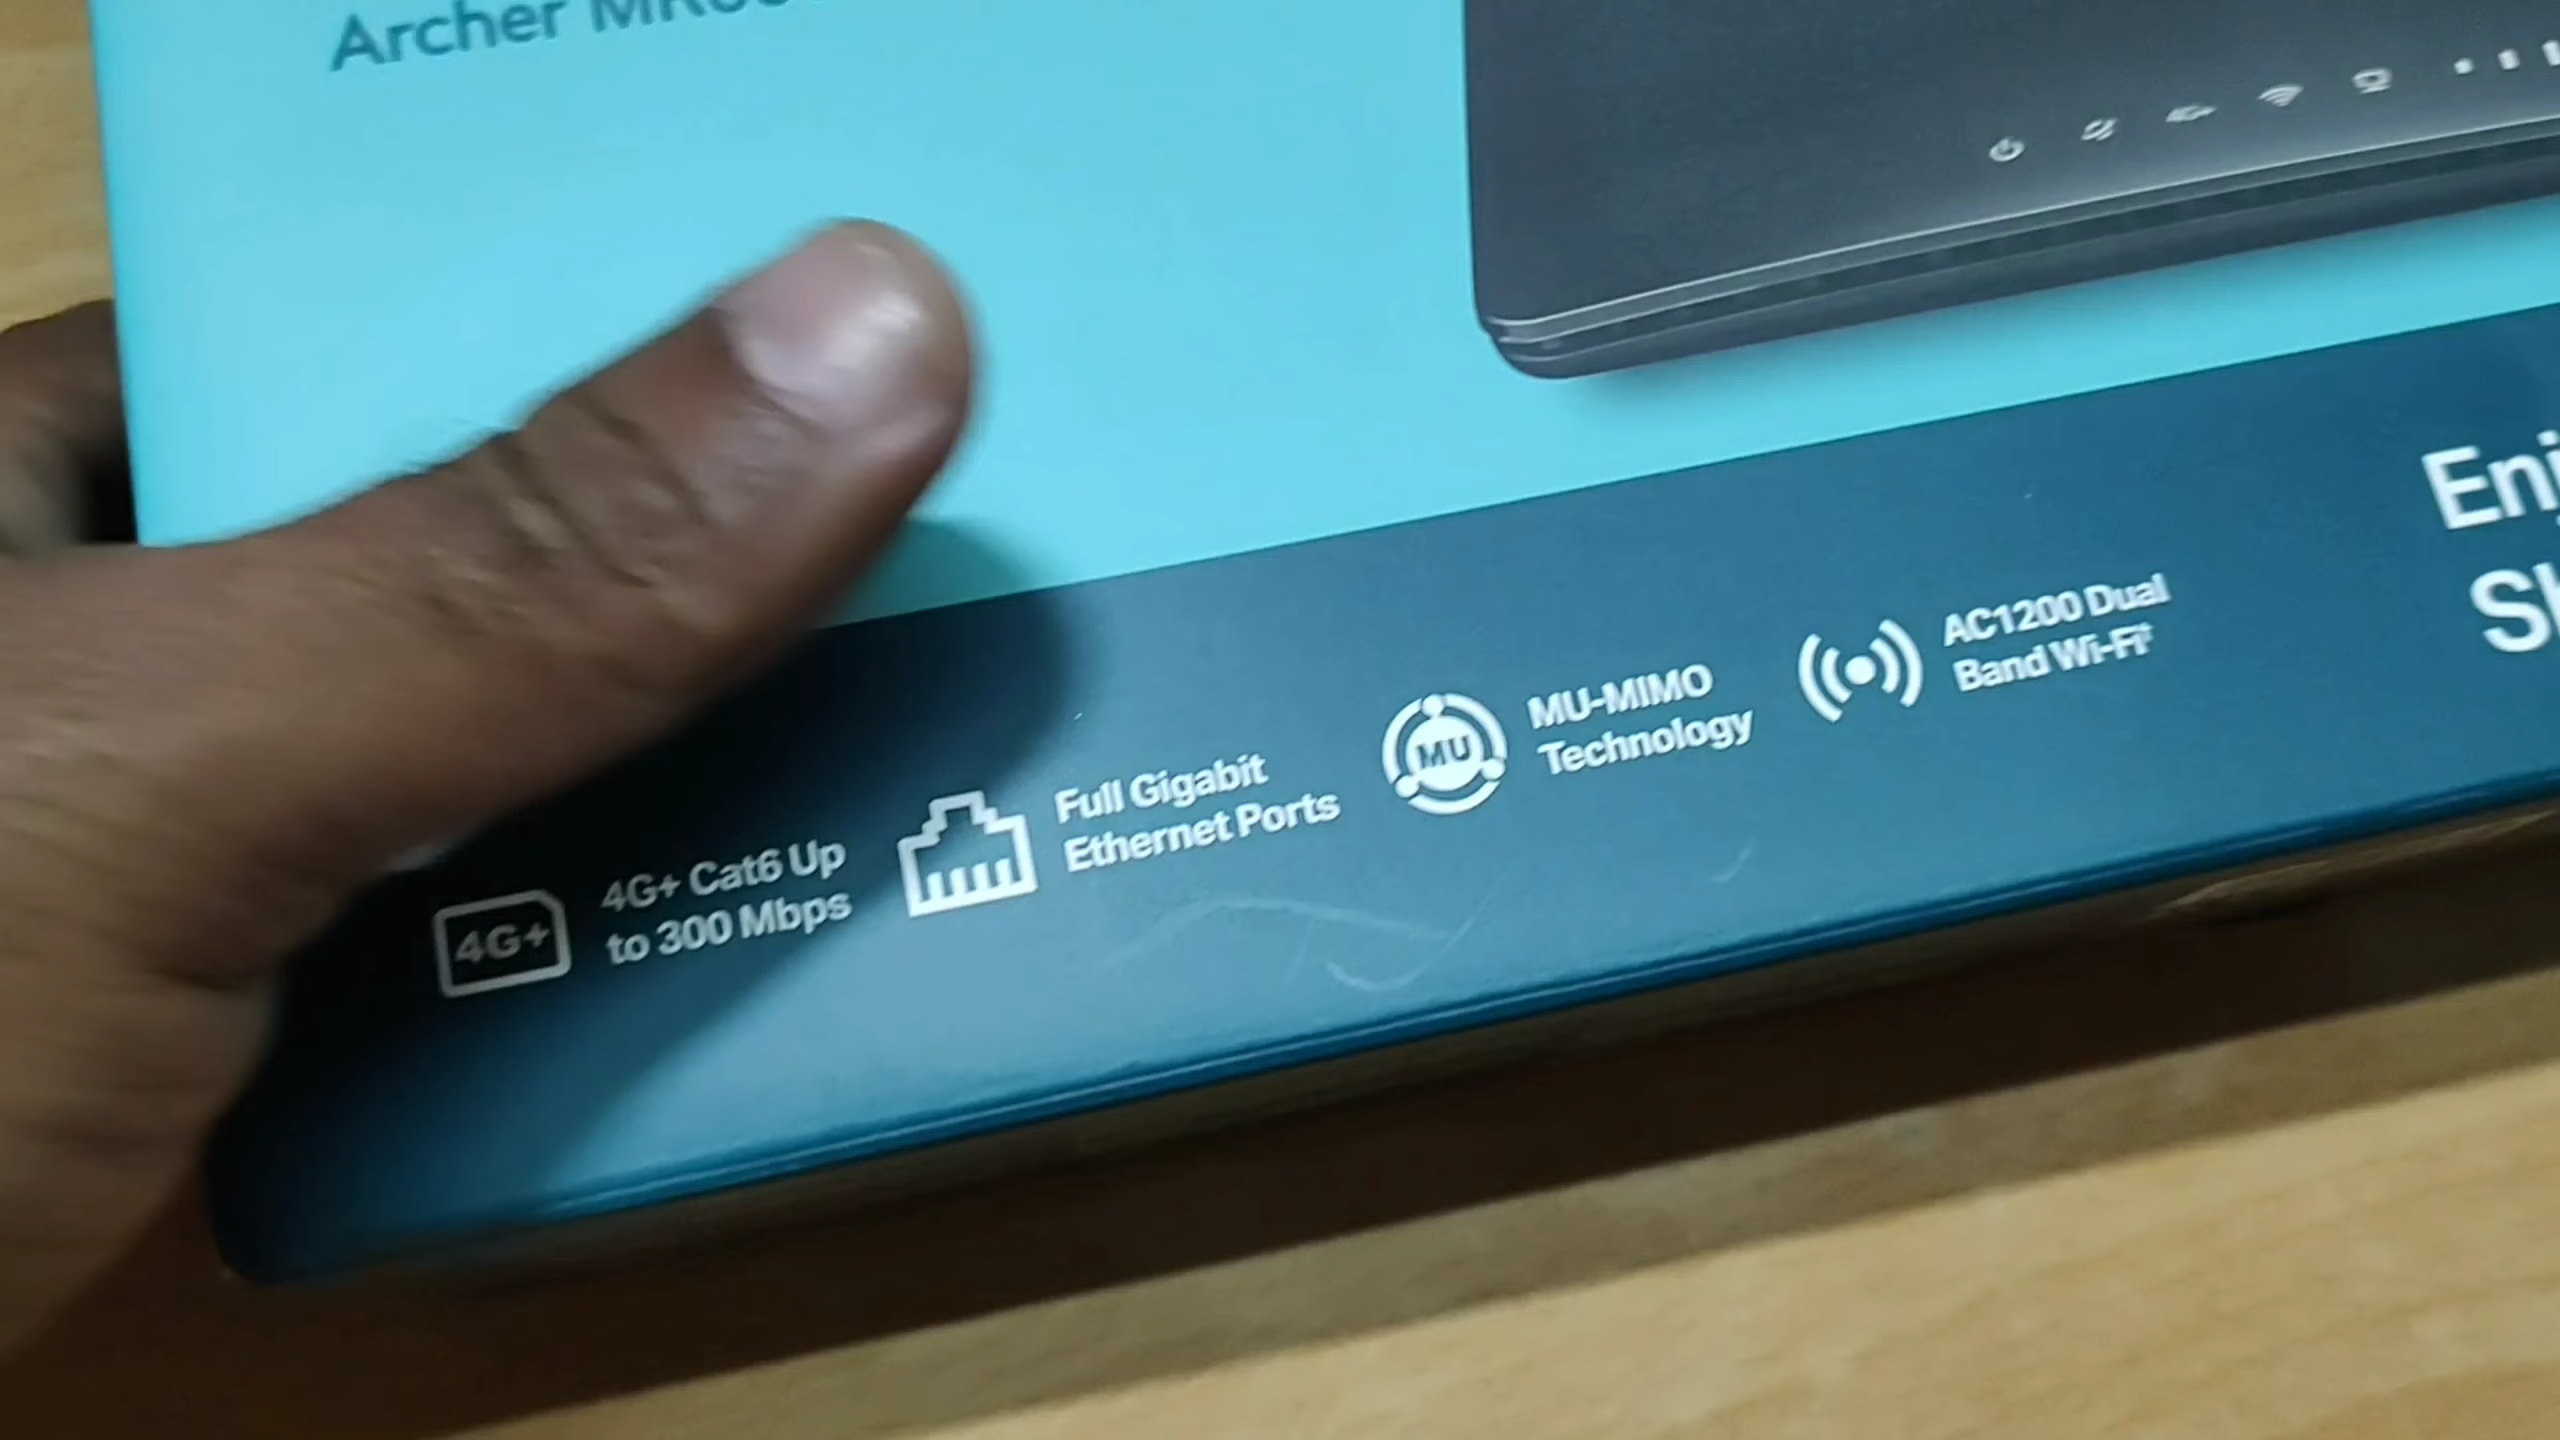 Archer
4G+
4G+ Cat6 Up
to 300 Mbps
Full Gigabit
Ethernet Ports
MU
MU-MIMO
Technology
AC1200 Dual
Band Wi-Fi†